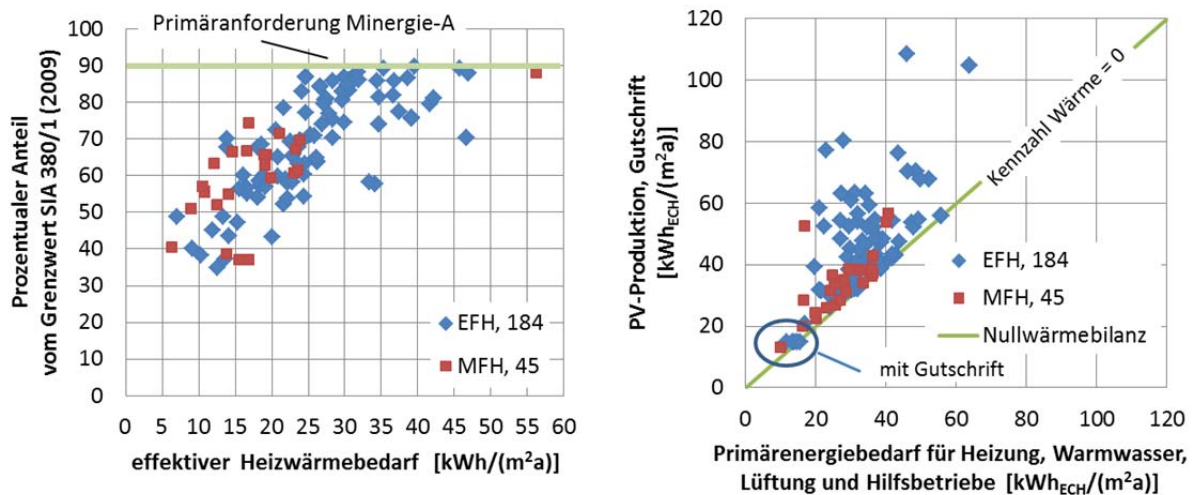 Primäranforderung Minergie-A
Prozentualer Anteil
vom Grenzwert SIA 380/1 (2009)
100
90
80
70
60
50
40
30
20
10
0
EFH, 184
MFH, 45
0 5 10 15 20 25 30 35 40 45 50 55 60
effektiver Heizwärmebedarf [kWh/(m²a)]
PV-Produktion, Gutschrift
[kWh_ECH/(m²a)]
120
100
80
60
40
20
0
Kennzahl Wärme = 0
EFH, 184
MFH, 45
Nullwärmebilanz
mit Gutschrift
0 20 40 60 80 100 120
Primärenergiebedarf für Heizung, Warmwasser,
Lüftung und Hilfsbetriebe [kWh_ECH/(m²a)]